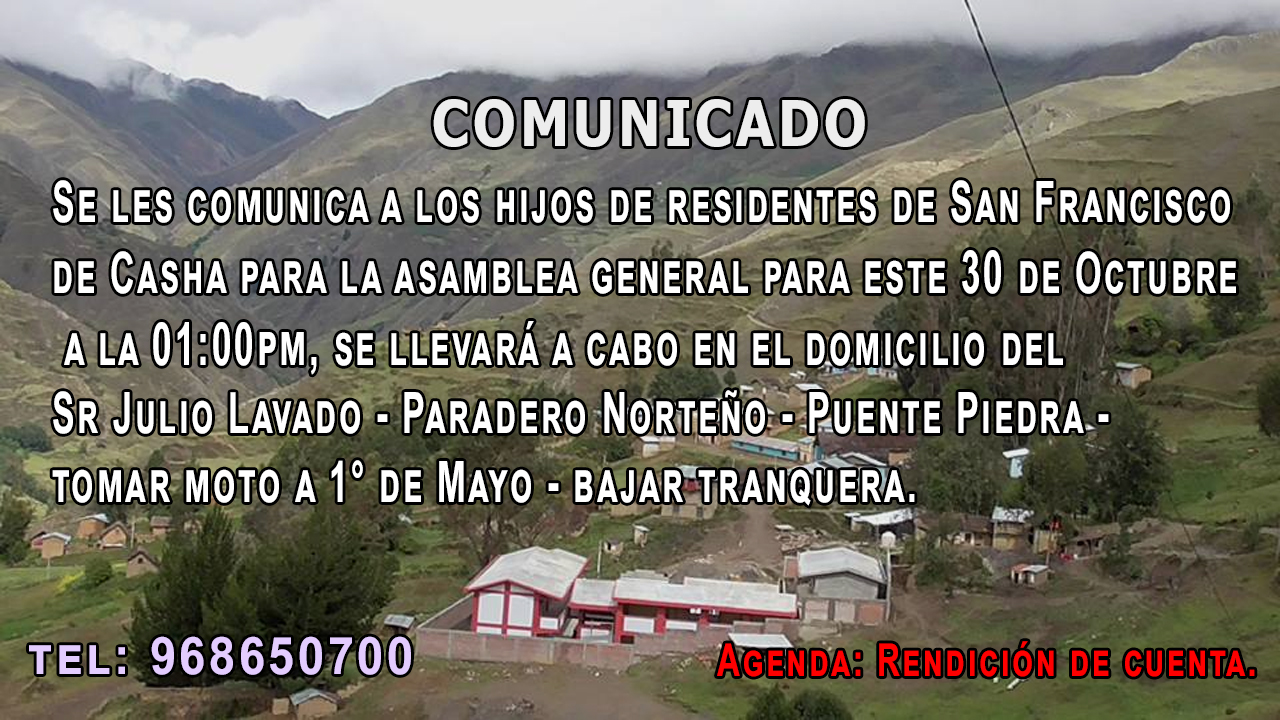 COMUNICADO
Se les comunica a los hijos de residentes de San Francisco
de Casha para la asamblea general para este 30 de Octubre
a la 01:00pm, se llevará a cabo en el domicilio del
Sr Julio Lavado - Paradero Norteño - Puente Piedra -
tomar moto a 1° de Mayo - bajar tranquera.
tel: 968650700
Agenda: Rendición de cuenta.